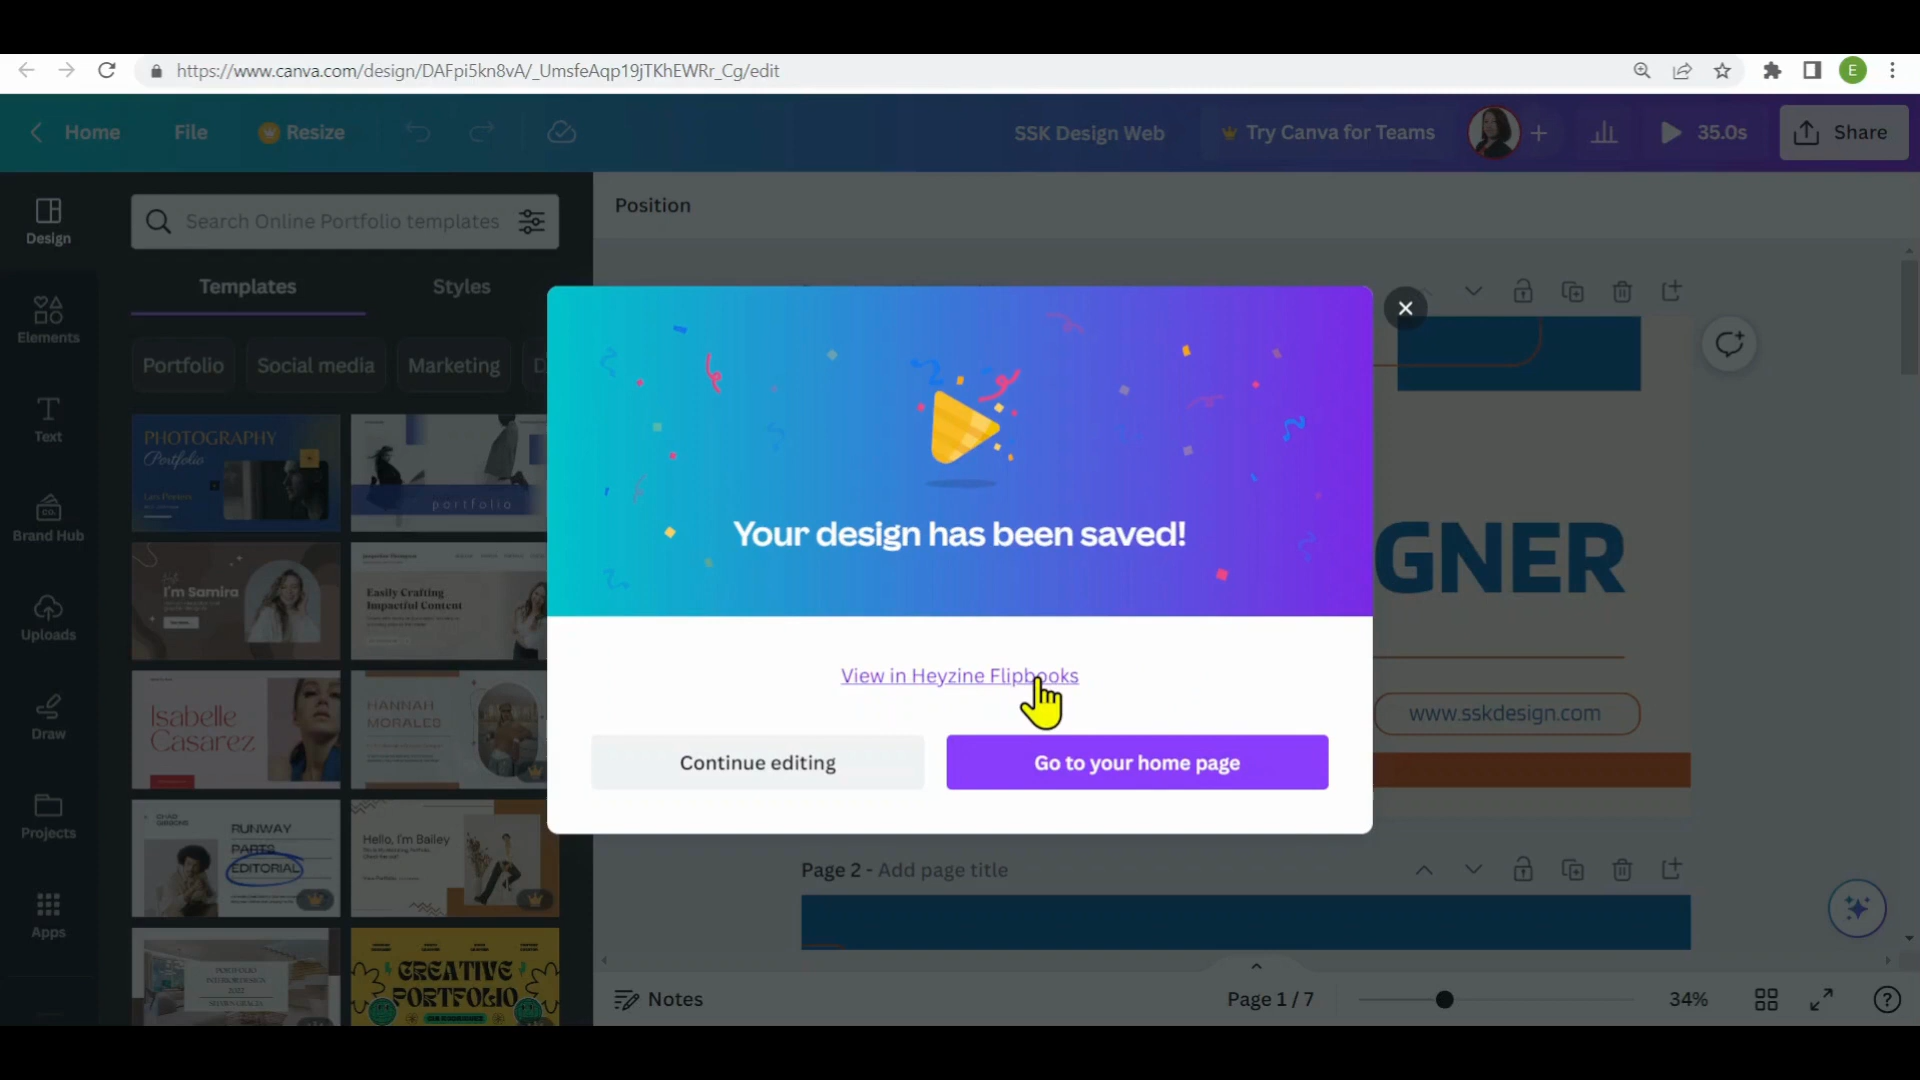 https://www.canva.com/design/DAFpi5kn8vA/_UmsfeAqp19jTKhEWRr_Cg/edit
E
Home
File
Resize
SSK Design Web
Try Canva for Teams
35.0s
Share
Design
Elements
Text
Brand Hub
CO.
Uploads
Draw
Projects
Apps
Search Online Portfolio templates
Templates
Styles
Portfolio
Social media
Marketing
D
PHOTOGRAPHY
Portfolio
portfolio
I'm Samira
Easily Crafting
Impactful Content
Isabelle
Casarez
HANNAH
MORALES
CHAD
GIBBONS
RUNWAY
PARTS
EDITORIAL
Hello, I'm Bailey
CREATIVE
PORTFOLIO
Position
GNER
www.sskdesign.com
Your design has been saved!
View in Heyzine Flipbooks
Continue editing
Go to your home page
Page 2 - Add page title
Notes
Page 1 / 7
34%
?